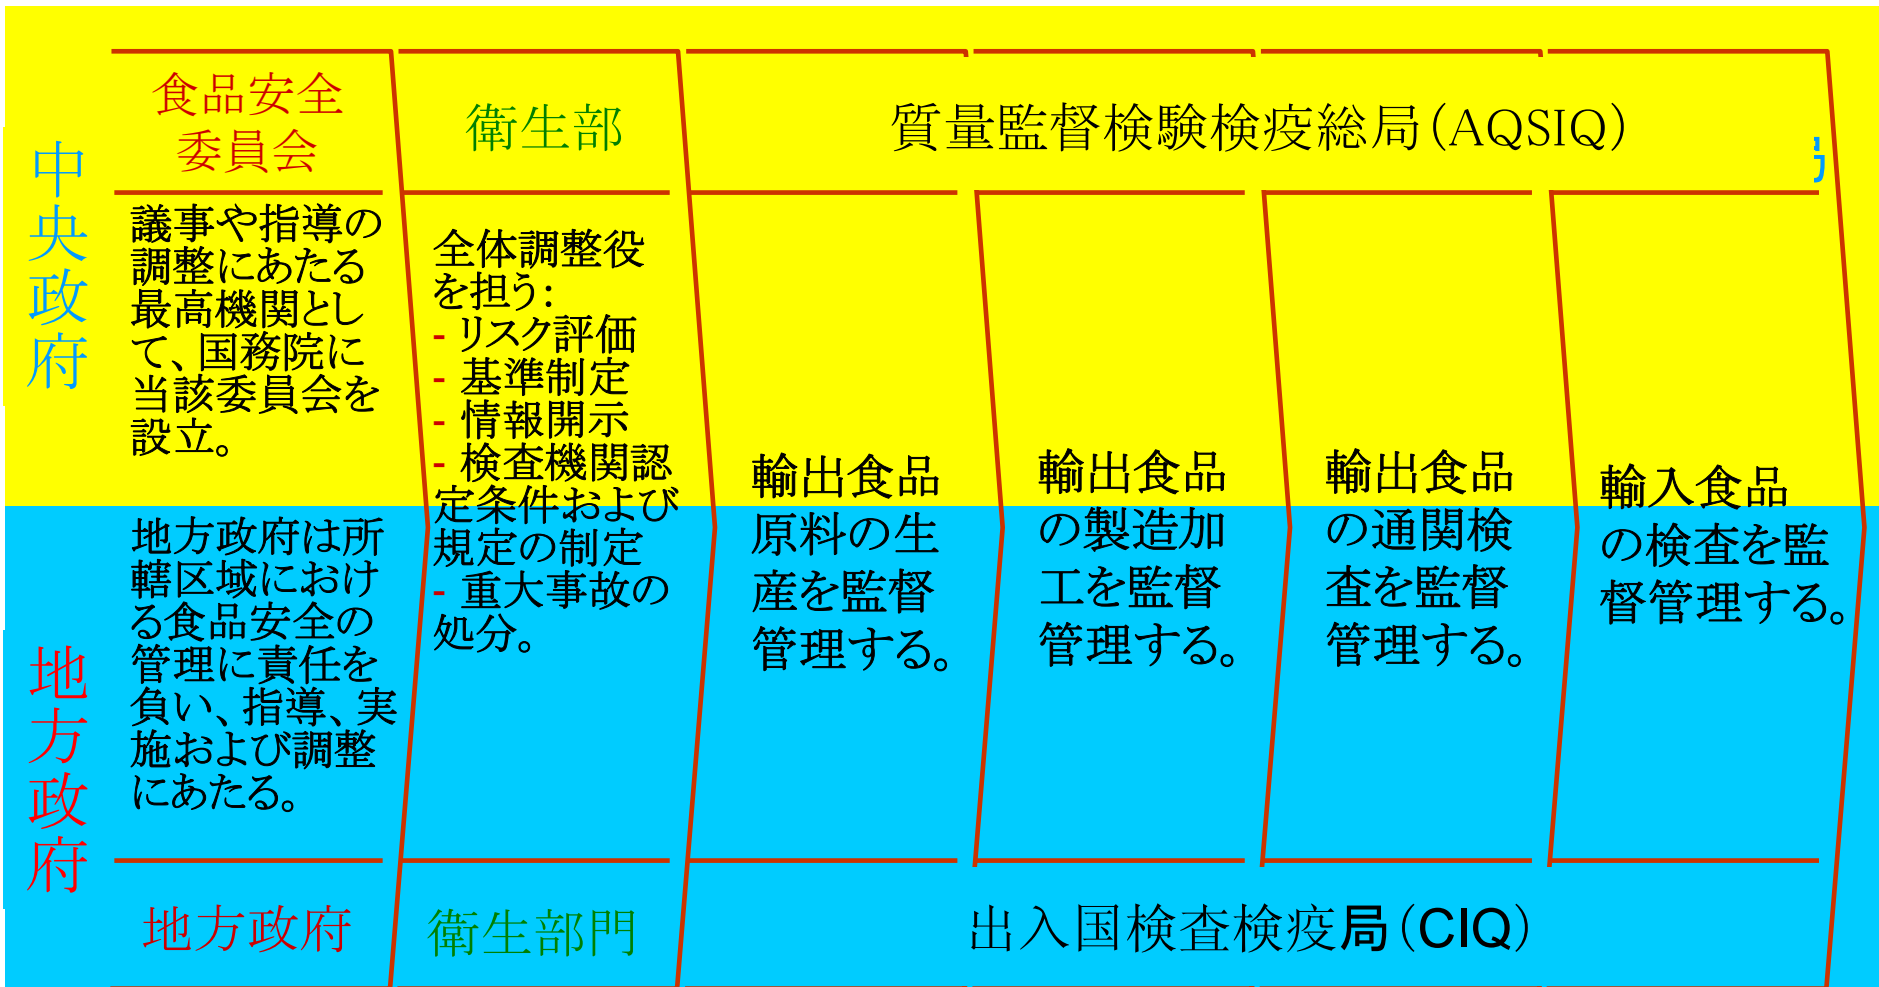 中央政府
食品安全
委員会
衛生部
質量監督検験検疫総局（AQSIQ）
局
議事や指導の
調整にあたる
最高機関とし
て、国務院に
当該委員会を
設立。
全体調整役
を担う：
- リスク評価
- 基準制定
- 情報開示
- 検査機関認
定条件および
規定の制定
- 重大事故の
処分。
輸出食品
原料の生
産を監督
管理する。
輸出食品
の製造加
工を監督
管理する。
輸出食品
の通関検
査を監督
管理する。
輸入食品
の検査を監
督管理する。
地方政府
地方政府は所
轄区域におけ
る食品安全の
管理に責任を
負い、指導、実
施および調整
にあたる。
地方政府
衛生部門
出入国検査検疫局（CIQ）